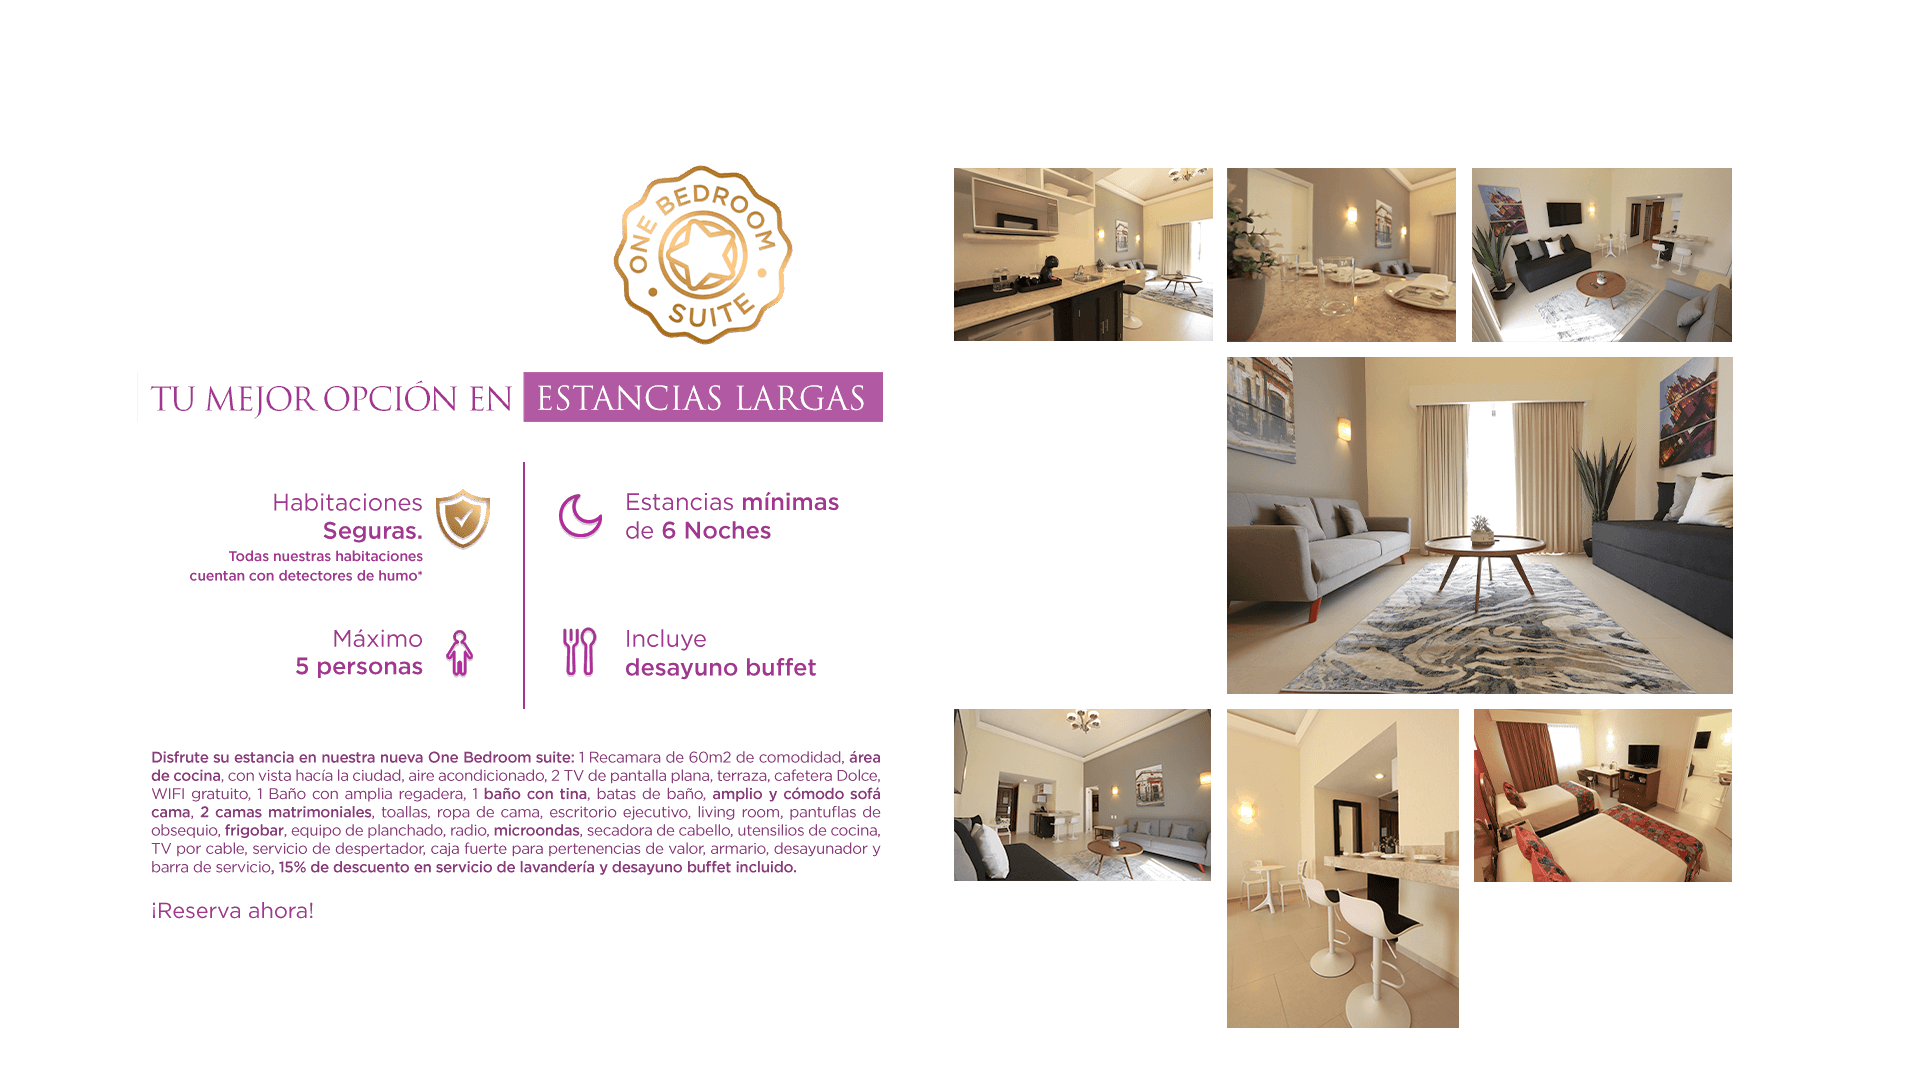 ONE BEDROOM
SUITE
TU MEJOR OPCIÓN EN ESTANCIAS LARGAS
Habitaciones
Seguras.
Todas nuestras habitaciones
cuentan con detectores de humo*
Estancias mínimas
de 6 Noches
Máximo
5 personas
Incluye
desayuno buffet
Disfrute su estancia en nuestra nueva One Bedroom suite: 1 Recamara de 60m2 de comodidad, área
de cocina, con vista hacía la ciudad, aire acondicionado, 2 TV de pantalla plana, terraza, cafetera Dolce,
WIFI gratuito, 1 Baño con amplia regadera, 1 baño con tina, batas de baño, amplio y cómodo sofá
cama, 2 camas matrimoniales, toallas, ropa de cama, escritorio ejecutivo, living room, pantuflas de
obsequio, frigobar, equipo de planchado, radio, microondas, secadora de cabello, utensilios de cocina,
TV por cable, servicio de despertador, caja fuerte para pertenencias de valor, armario, desayunador y
barra de servicio, 15% de descuento en servicio de lavandería y desayuno buffet incluido.
¡Reserva ahora!